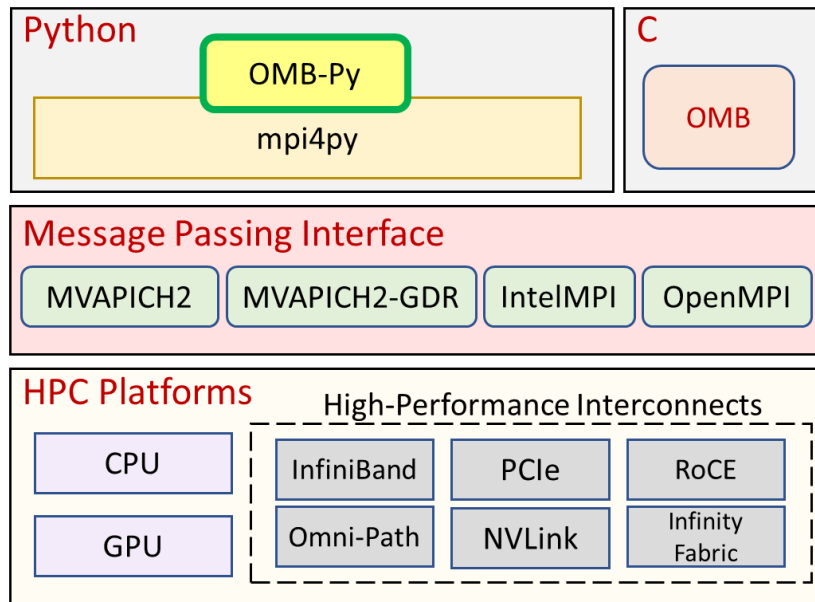 Python
OMB-Py
mpi4py
C
OMB
Message Passing Interface
MVAPICH2
MVAPICH2-GDR
IntelMPI
OpenMPI
HPC Platforms
CPU
GPU
High-Performance Interconnects
InfiniBand
PCIe
RoCE
Omni-Path
NVLink
Infinity
Fabric